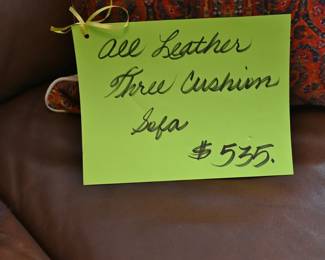 All Leather
Three Cushion
Sofa
$535.